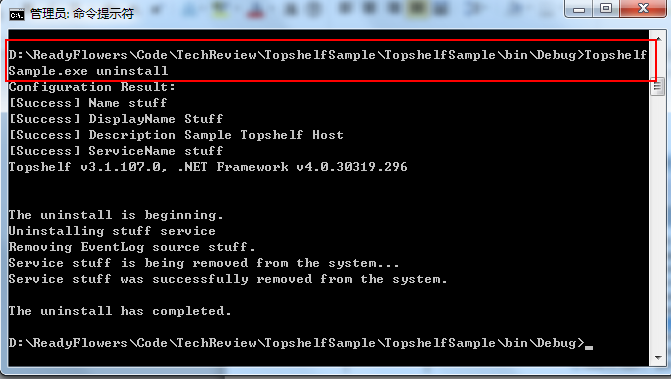 管理员: 命令提示符
D:\ReadyFlowers\Code\TechReview\TopshelfSample\TopshelfSample\bin\Debug>Topshelf
Sample.exe uninstall
Configuration Result:
[Success] Name stuff
[Success] DisplayName Stuff
[Success] Description Sample Topshelf Host
[Success] ServiceName stuff
Topshelf v3.1.107.0, .NET Framework v4.0.30319.296
The uninstall is beginning.
Uninstalling stuff service
Removing EventLog source stuff.
Service stuff is being removed from the system...
Service stuff was successfully removed from the system.
The uninstall has completed.
D:\ReadyFlowers\Code\TechReview\TopshelfSample\TopshelfSample\bin\Debug>_